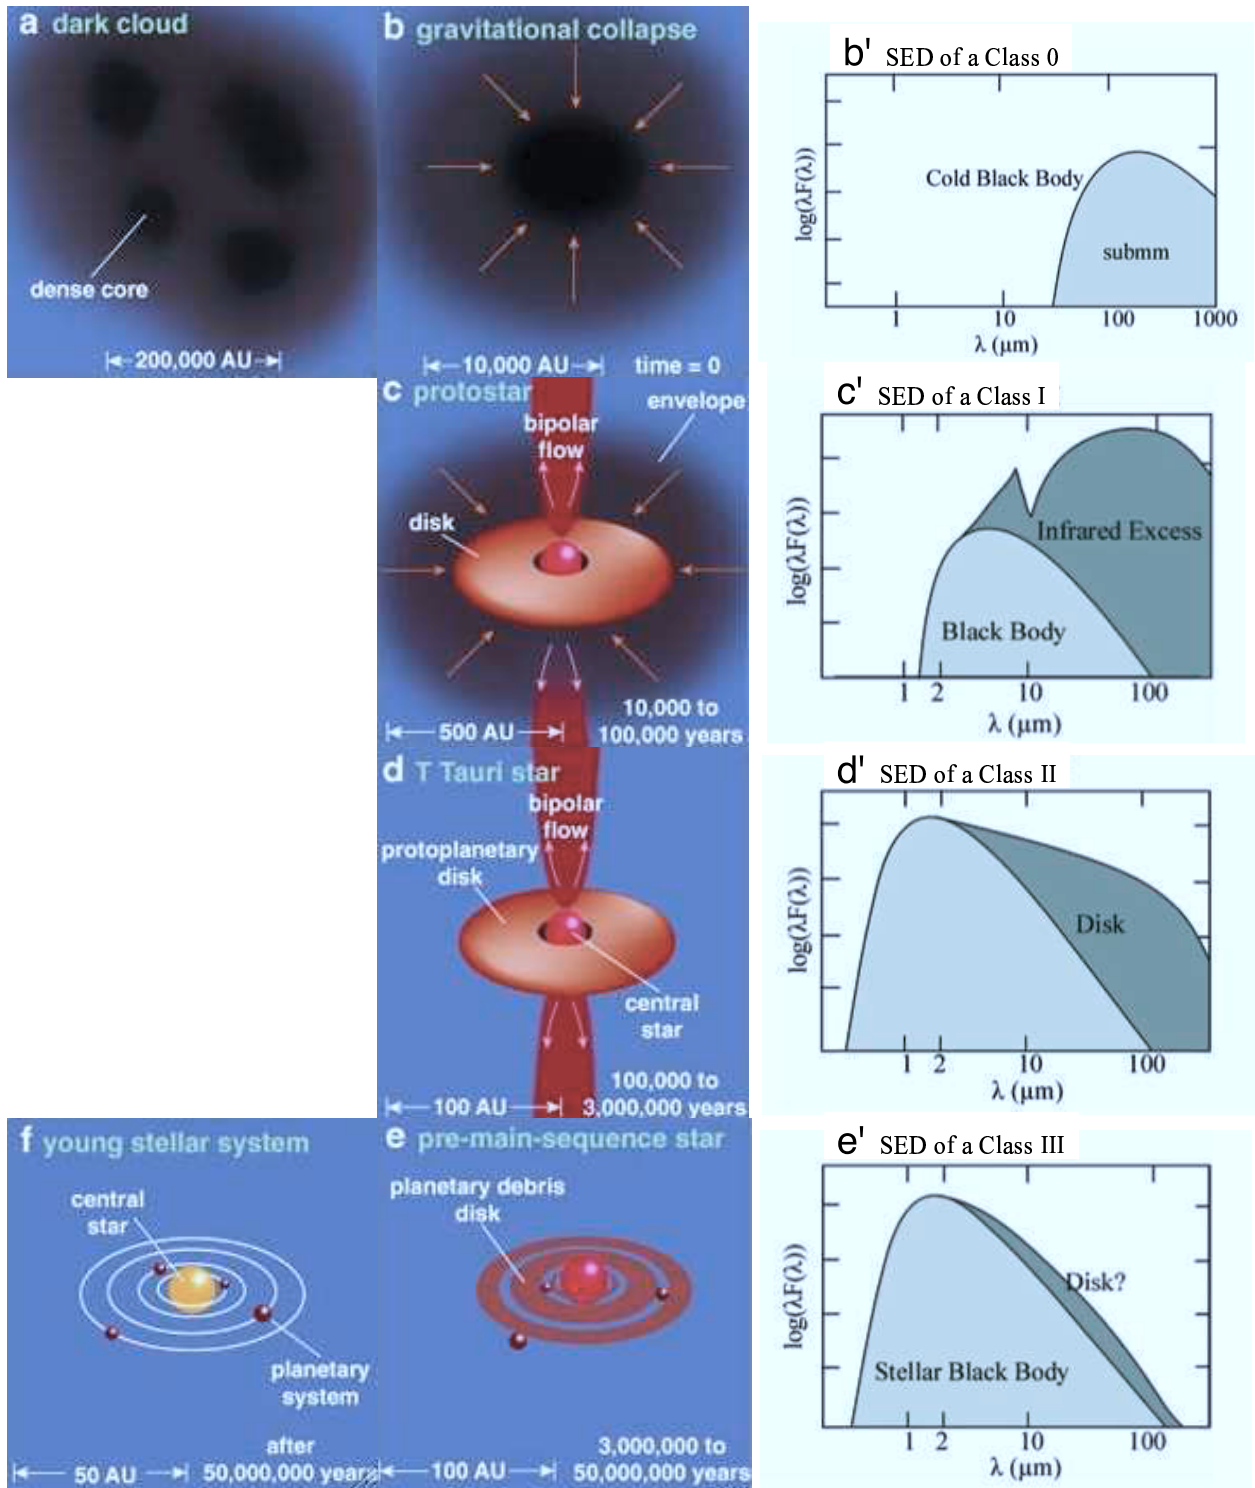 a dark cloud
dense core
200,000 AU
b gravitational collapse
10,000 AU
time = 0
b' SED of a Class 0
log(λF(λ))
Cold Black Body
submm
1 10 100 1000
λ (μm)
c protostar
envelope
bipolar
flow
disk
500 AU
10,000 to
100,000 years
c' SED of a Class I
log(λF(λ))
Infrared Excess
Black Body
1 2 10 100
λ (μm)
d T Tauri star
bipolar
flow
protoplanetary
disk
central
star
100 AU
100,000 to
3,000,000 years
d' SED of a Class II
log(λF(λ))
Disk
1 2 10 100
λ (μm)
f young stellar system
central
star
planetary
system
50 AU
after
50,000,000 years
e pre-main-sequence star
planetary debris
disk
100 AU
3,000,000 to
50,000,000 years
e' SED of a Class III
log(λF(λ))
Disk?
Stellar Black Body
1 2 10 100
λ (μm)